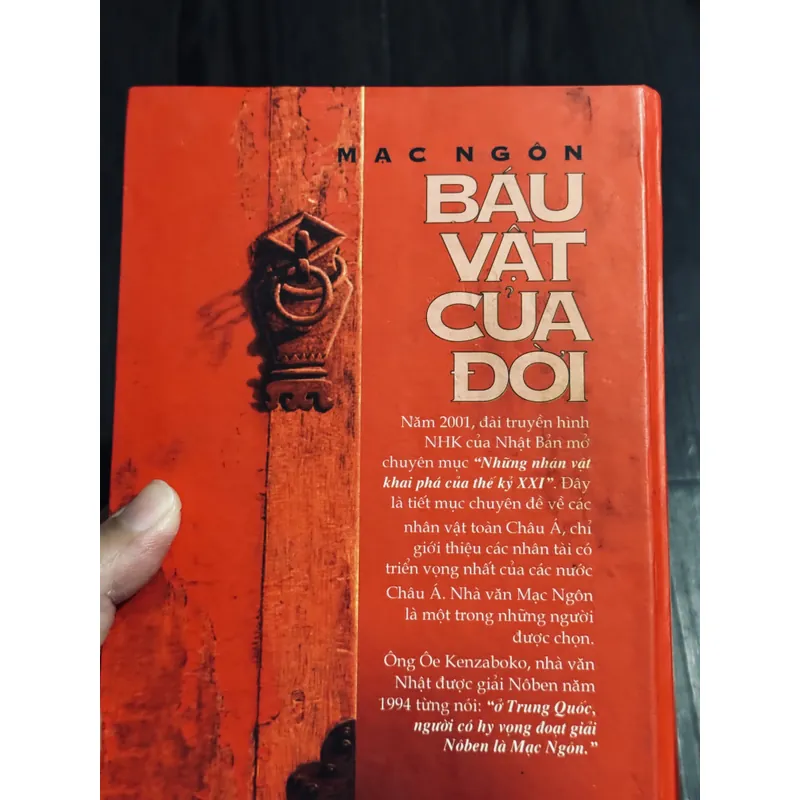 MẠC NGÔN
BÁU
VẬT
CỦA
ĐỜI
Năm 2001, đài truyền hình
NHK của Nhật Bản mở
chuyên mục "Những nhân vật
khai phá của thế kỷ XXI". Đây
là tiết mục chuyên đề về các
nhân vật toàn Châu Á, chỉ
giới thiệu các nhân tài có
triển vọng nhất của các nước
Châu Á. Nhà văn Mạc Ngôn
là một trong những người
được chọn.
Ông Ôe Kenzaboko, nhà văn
Nhật được giải Nôben năm
1994 từng nói: "ở Trung Quốc,
người có hy vọng đoạt giải
Nôben là Mạc Ngôn."